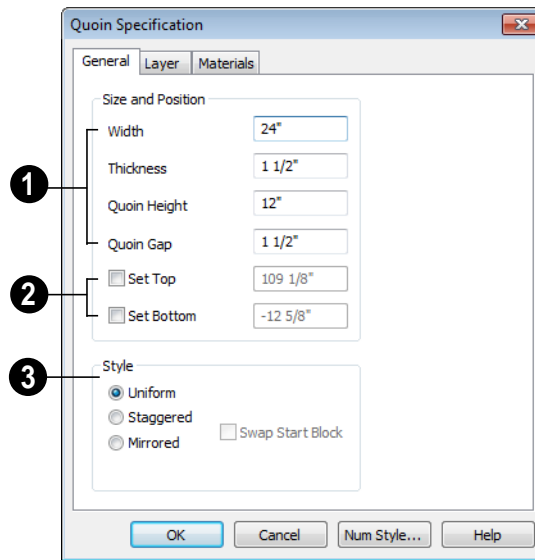 Quoin Specification
General Layer Materials
Size and Position
Width 24"
Thickness 1 1/2"
1
Quoin Height 12"
Quoin Gap 1 1/2"
2
Set Top 109 1/8"
Set Bottom -12 5/8"
3
Style
Uniform
Staggered
Swap Start Block
Mirrored
OK Cancel Num Style... Help